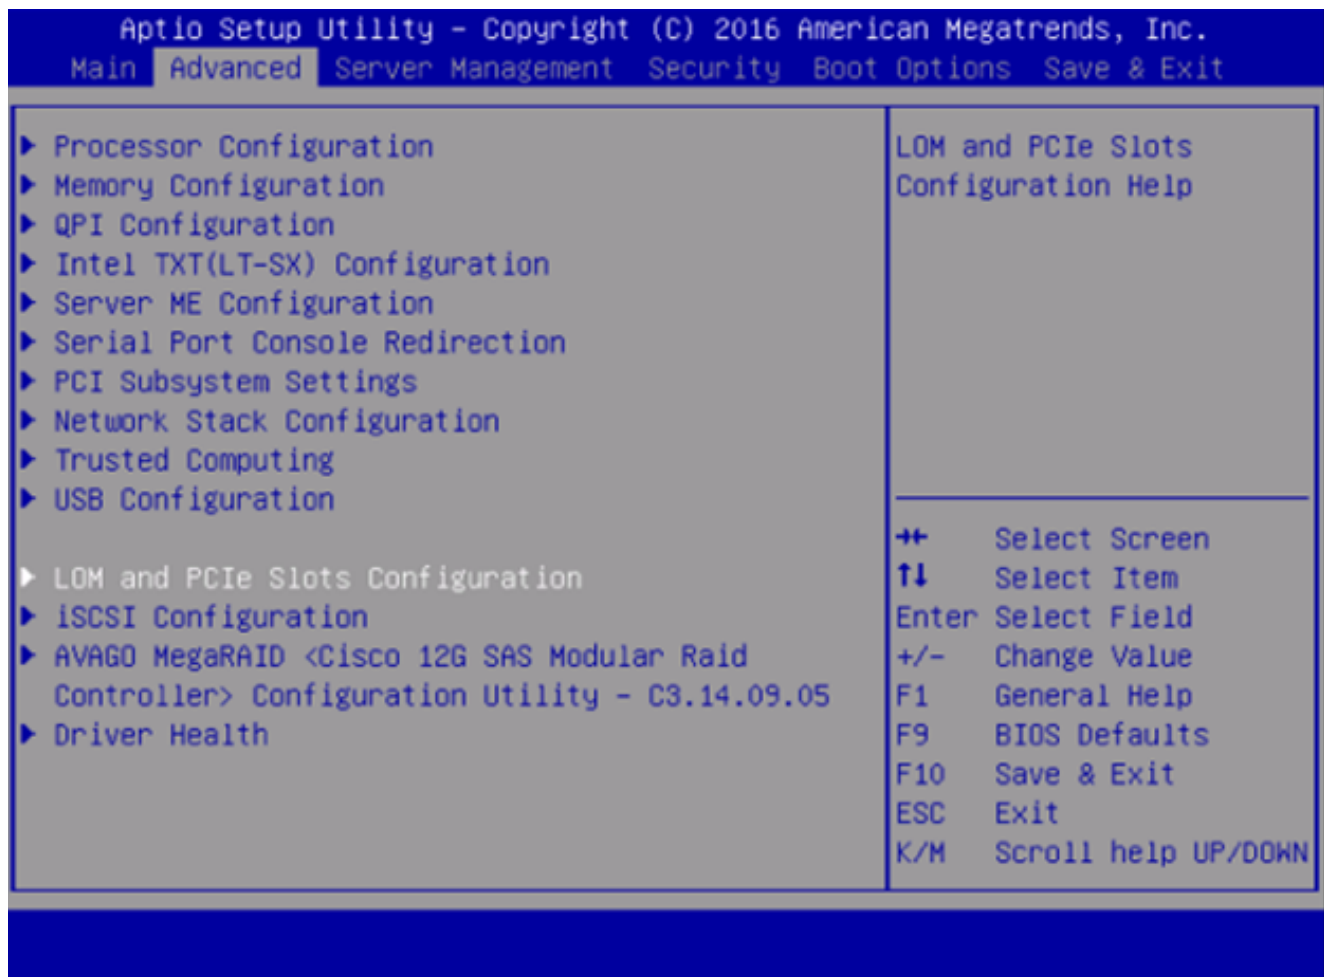 Aptio Setup Utility – Copyright (C) 2016 American Megatrends, Inc.
Main Advanced Server Management Security Boot Options Save & Exit
Processor Configuration
Memory Configuration
QPI Configuration
Intel TXT(LT-SX) Configuration
Server ME Configuration
Serial Port Console Redirection
PCI Subsystem Settings
Network Stack Configuration
Trusted Computing
USB Configuration
LOM and PCIe Slots Configuration
iSCSI Configuration
AVAGO MegaRAID <Cisco 12G SAS Modular Raid
Controller> Configuration Utility – C3.14.09.05
Driver Health
LOM and PCIe Slots
Configuration Help
→← Select Screen
↑↓ Select Item
Enter Select Field
+/- Change Value
F1 General Help
F9 BIOS Defaults
F10 Save & Exit
ESC Exit
K/M Scroll help UP/DOWN